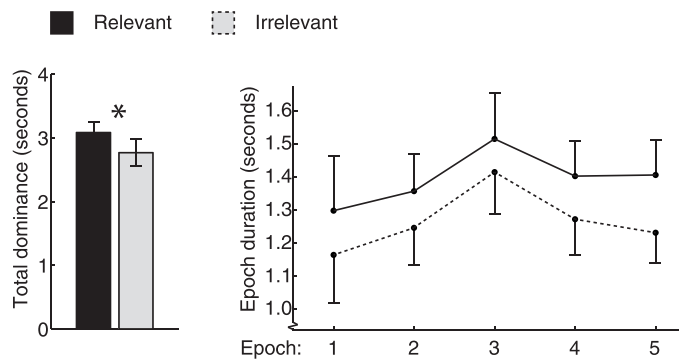 Relevant
Irrelevant
Total dominance (seconds)
4
3
2
1
0
*
Epoch duration (seconds)
1.6
1.5
1.4
1.3
1.2
1.1
1.0
Epoch: 1 2 3 4 5